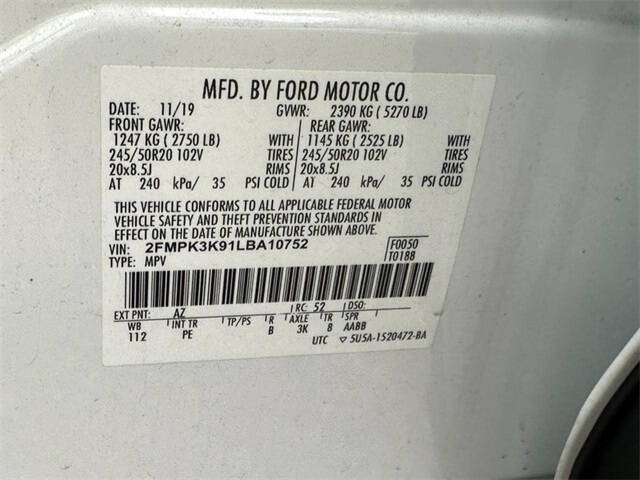 MFD. BY FORD MOTOR CO.
DATE: 11/19 GVWR: 2390 KG ( 5270 LB)
FRONT GAWR: REAR GAWR:
1247 KG ( 2750 LB) WITH 1145 KG ( 2525 LB) WITH
245/50R20 102V TIRES 245/50R20 102V TIRES
20x8.5J RIMS 20x8.5J RIMS
AT 240 kPa/ 35 PSI COLD AT 240 kPa/ 35 PSI COLD
THIS VEHICLE CONFORMS TO ALL APPLICABLE FEDERAL MOTOR
VEHICLE SAFETY AND THEFT PREVENTION STANDARDS IN
EFFECT ON THE DATE OF MANUFACTURE SHOWN ABOVE.
VIN: 2FMPK3K91LBA10752 F0050
TYPE: MPV T0188
EXT PNT: AZ RC: 52 DSO:
WB INT TR TP/PS R AXLE TR SPR
112 PE B 3K 8 AABB
UTC ▽ 5U5A-1520472-BA